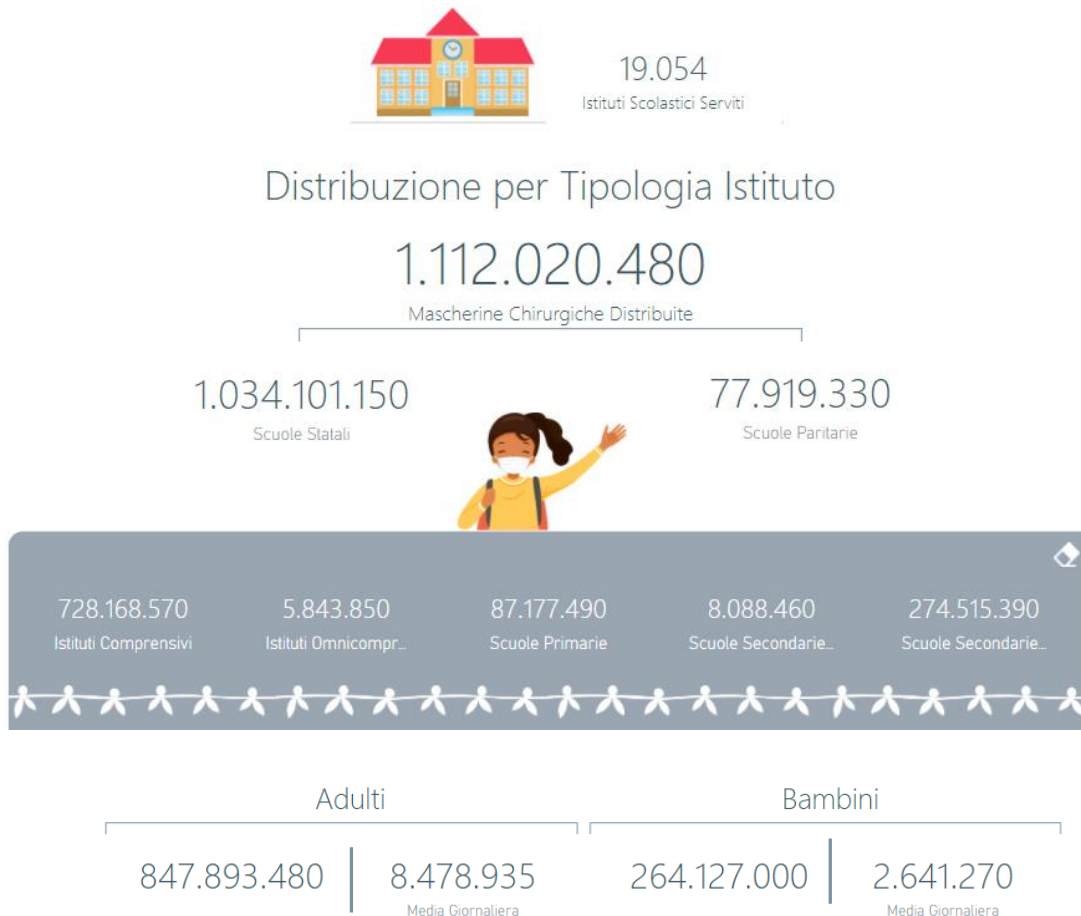 19.054
Istituti Scolastici Serviti
Distribuzione per Tipologia Istituto
1.112.020.480
Mascherine Chirurgiche Distribuite
1.034.101.150 77.919.330
Scuole Statali Scuole Paritarie
728.168.570 5.843.850 87.177.490 8.088.460 274.515.390
Istituti Comprensivi Istituti Omnicompr... Scuole Primarie Scuole Secondarie... Scuole Secondarie...
Adulti Bambini
847.893.480 8.478.935 264.127.000 2.641.270
Media Giornaliera Media Giornaliera